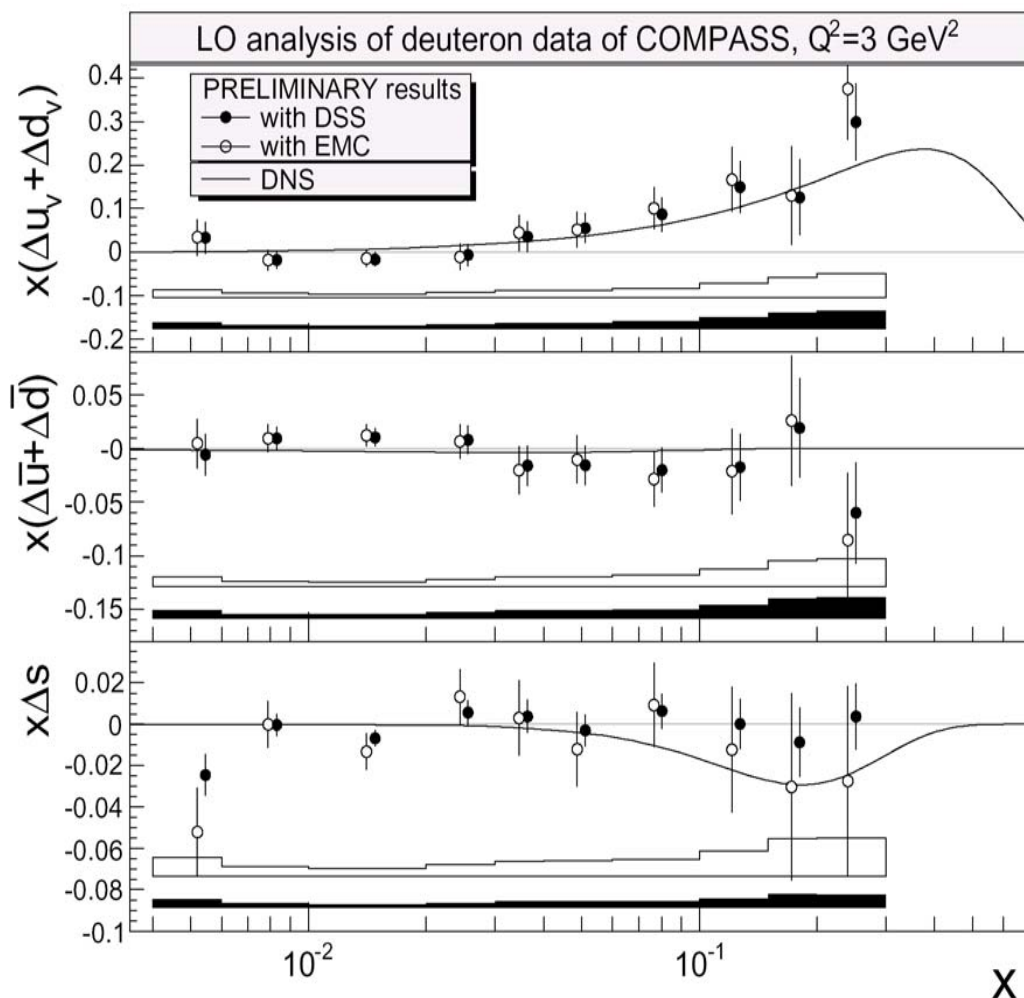 LO analysis of deuteron data of COMPASS, Q²=3 GeV²
PRELIMINARY results
with DSS
with EMC
DNS
x(Δu_v +Δd_v)
0.4
0.3
0.2
0.1
0
-0.1
-0.2
x(Δu̅+Δd̅)
0.05
-0
-0.05
-0.1
-0.15
xΔs
0.02
0
-0.02
-0.04
-0.06
-0.08
-0.1
10⁻²
10⁻¹
x